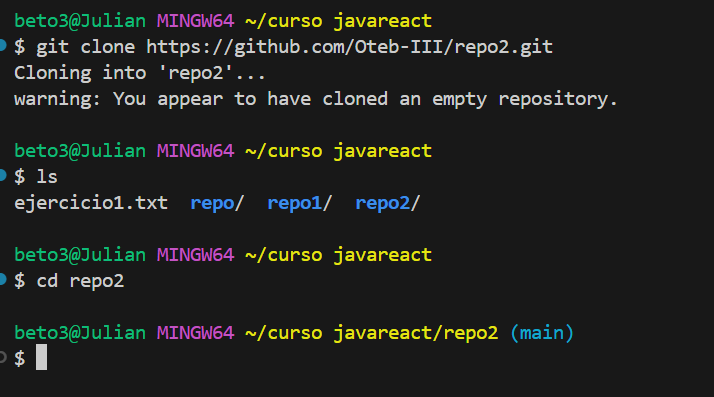 beto3@Julian MINGW64 ~/curso javareact
$ git clone https://github.com/Oteb-III/repo2.git
Cloning into 'repo2'...
warning: You appear to have cloned an empty repository.
beto3@Julian MINGW64 ~/curso javareact
$ ls
ejercicio1.txt  repo/  repo1/  repo2/
beto3@Julian MINGW64 ~/curso javareact
$ cd repo2
beto3@Julian MINGW64 ~/curso javareact/repo2 (main)
$